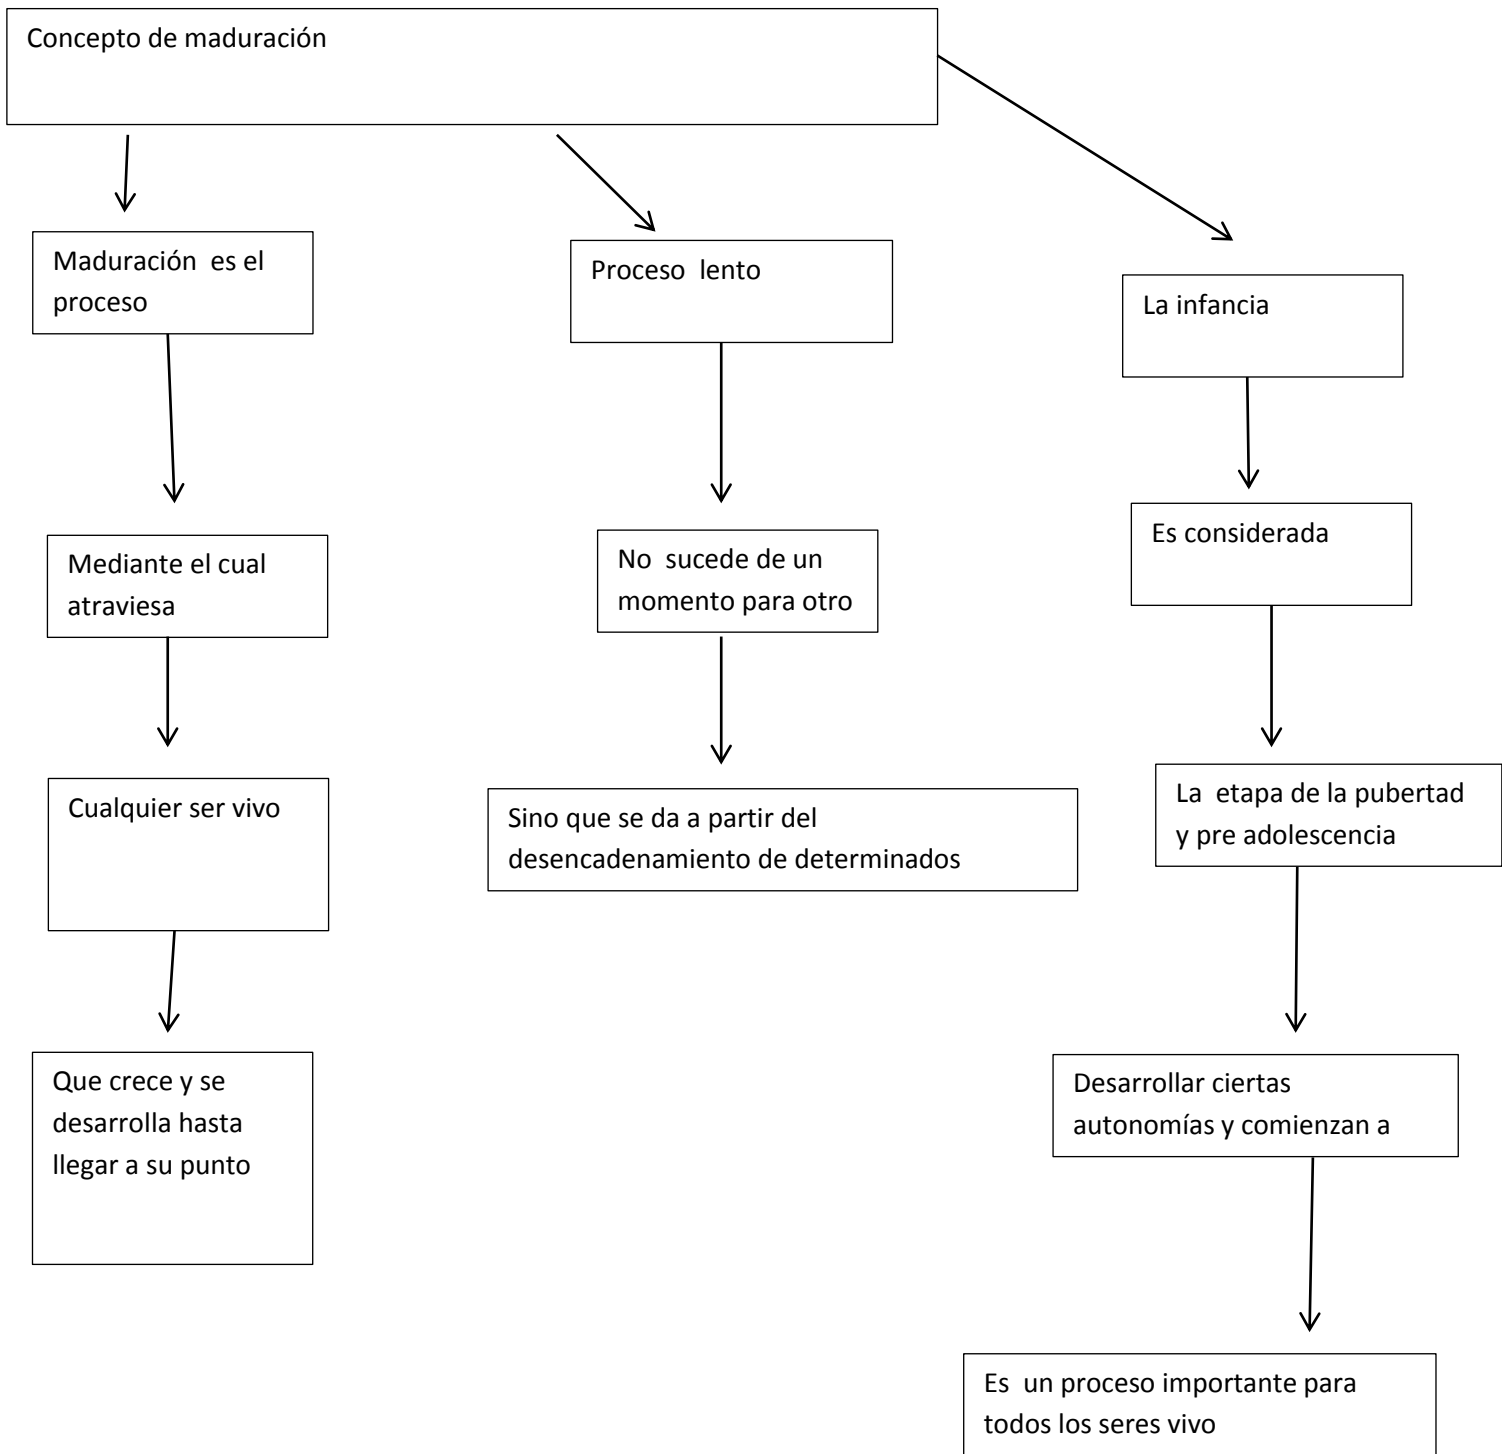 Concepto de maduración
Maduración  es el
proceso
Proceso  lento
La infancia
Mediante el cual
atraviesa
No  sucede de un
momento para otro
Es considerada
Cualquier ser vivo
Sino que se da a partir del
desencadenamiento de determinados
La  etapa de la pubertad
y pre adolescencia
Que crece y se
desarrolla hasta
llegar a su punto
Desarrollar ciertas
autonomías y comienzan a
Es  un proceso importante para
todos los seres vivo